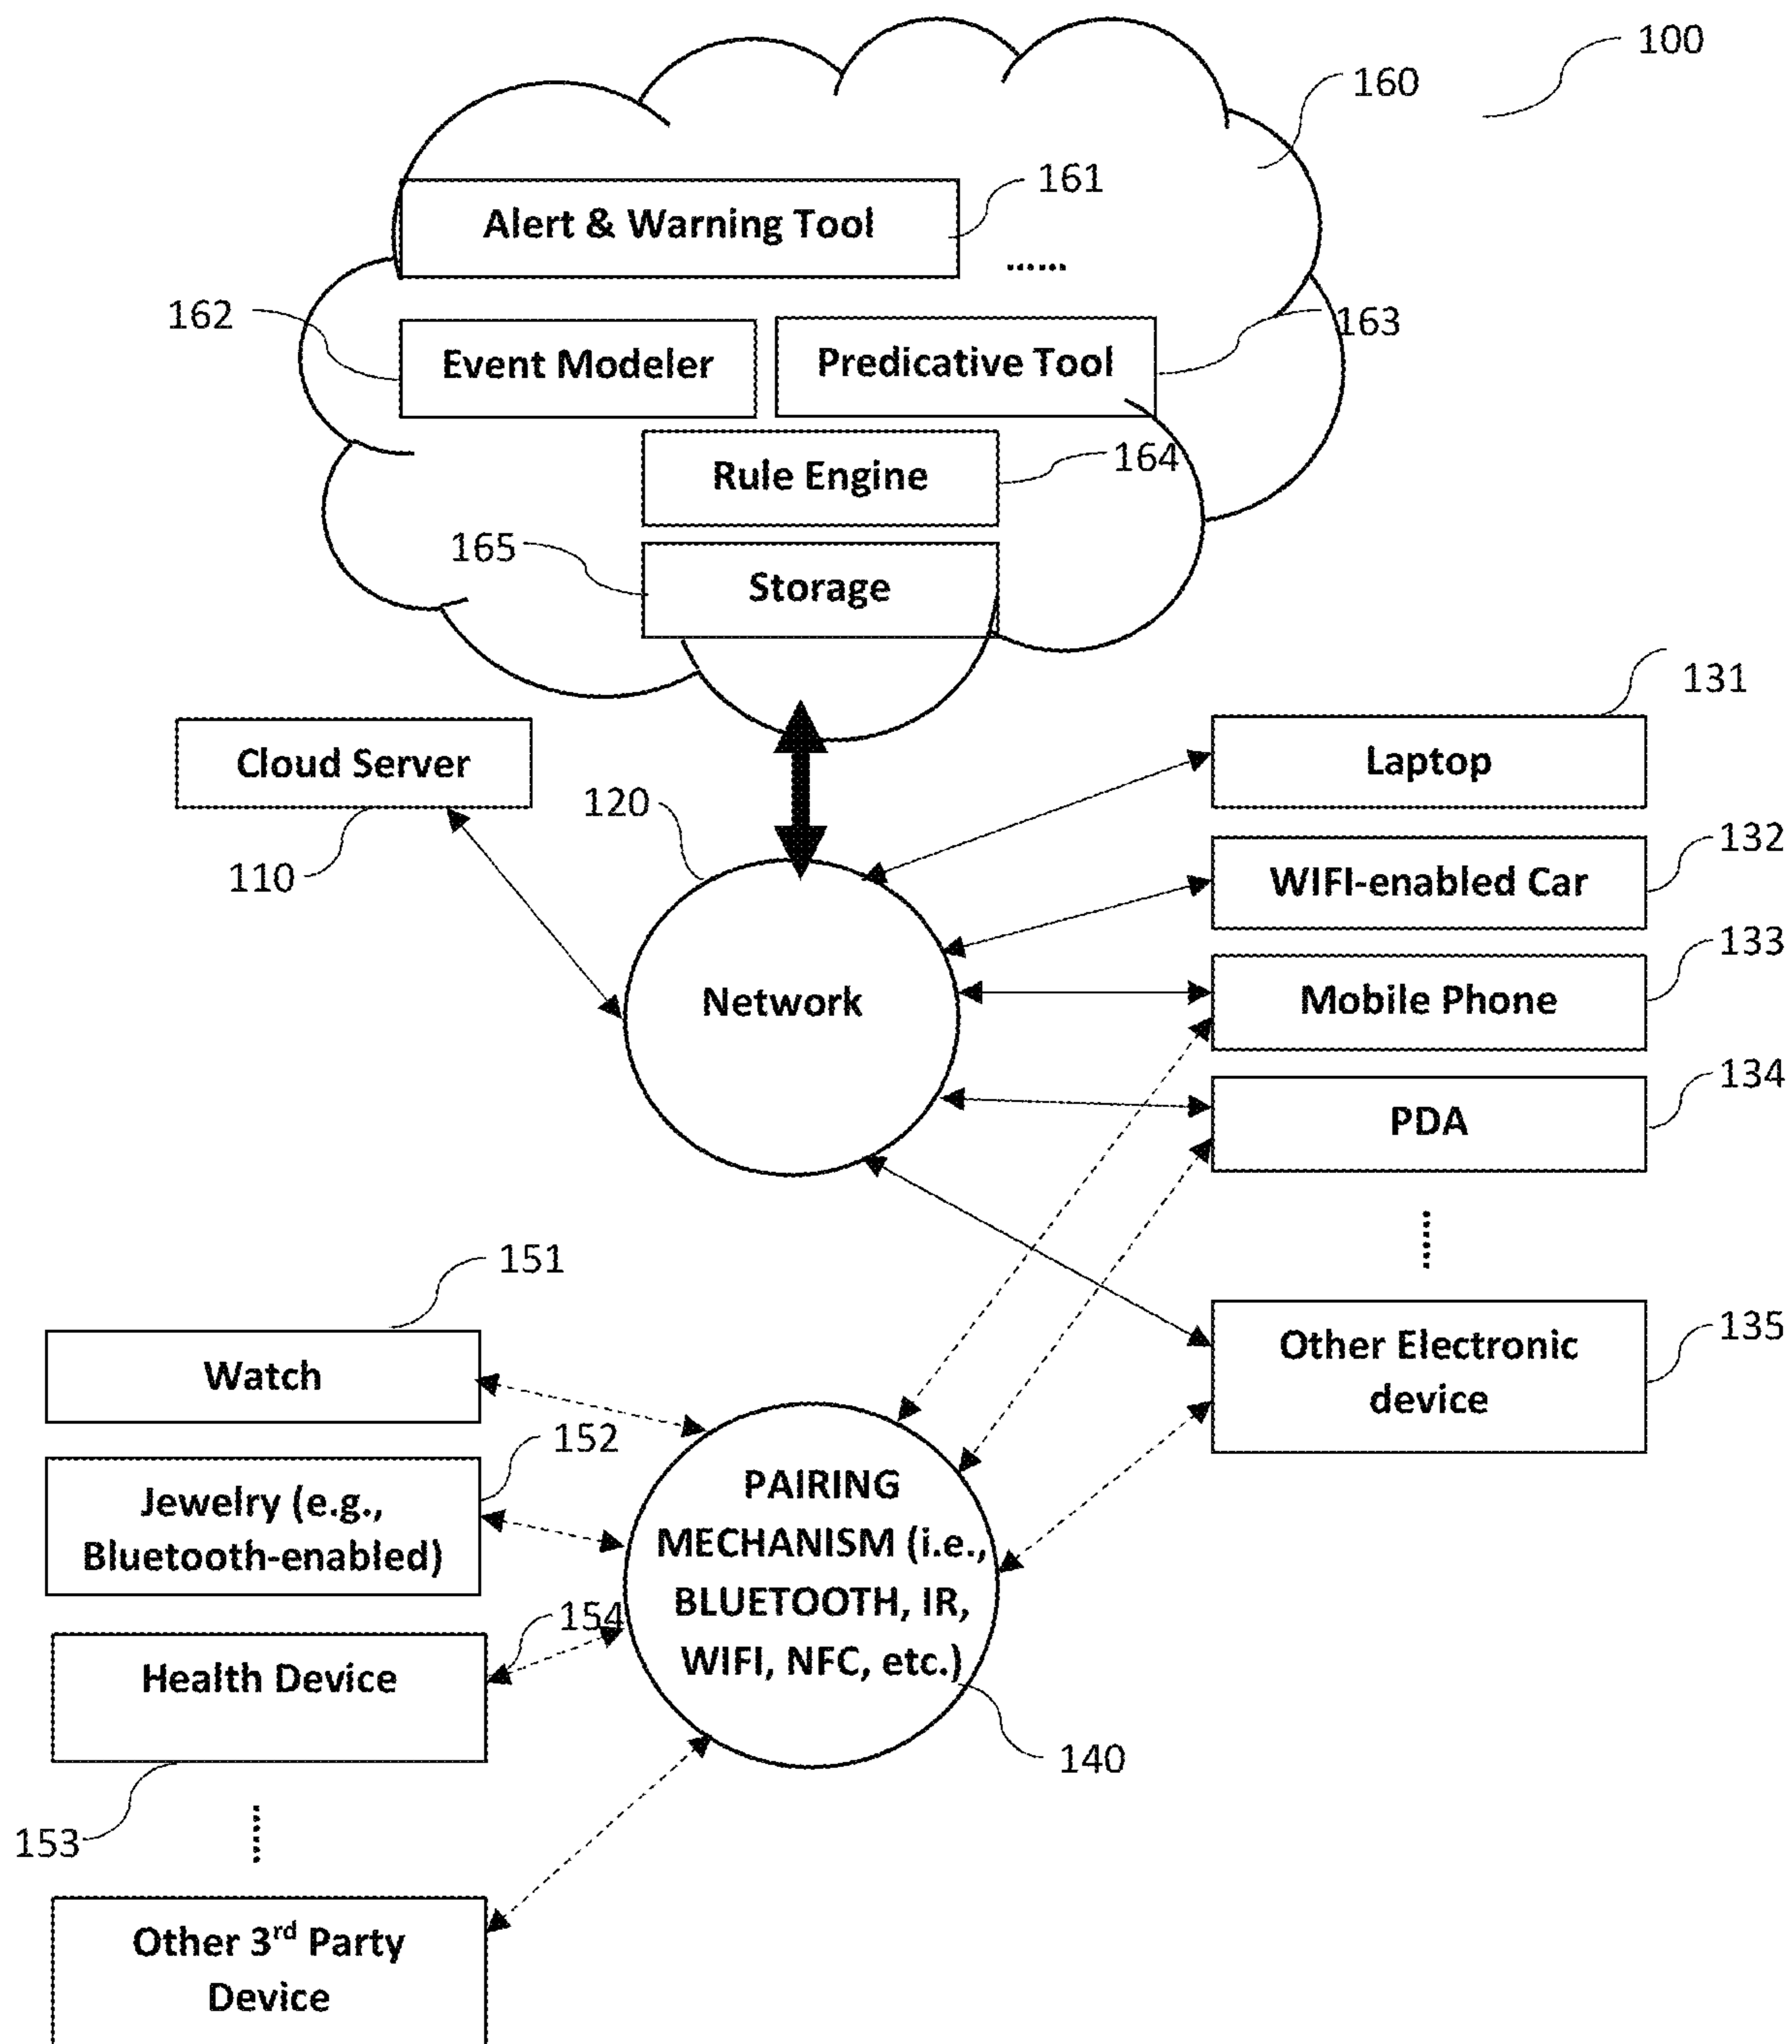 100
160
161
Alert & Warning Tool
......
162
163
Event Modeler
Predicative Tool
164
Rule Engine
165
Storage
131
Cloud Server
Laptop
120
110
132
WIFI-enabled Car
133
Network
Mobile Phone
134
PDA
......
151
135
Watch
Other Electronic
device
152
Jewelry (e.g.,
Bluetooth-enabled)
PAIRING
MECHANISM (i.e.,
BLUETOOTH, IR,
WIFI, NFC, etc.)
154
Health Device
140
153
......
Other 3rd Party
Device